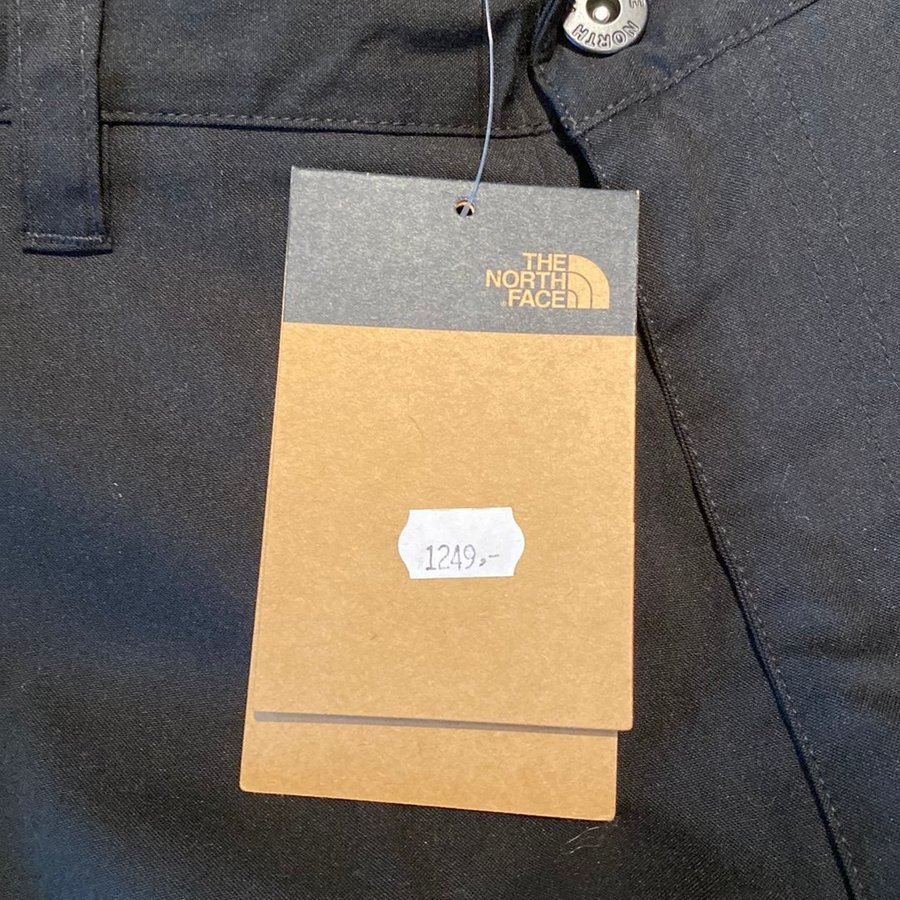 E NORTH
THE
NORTH
FACE
1249,-